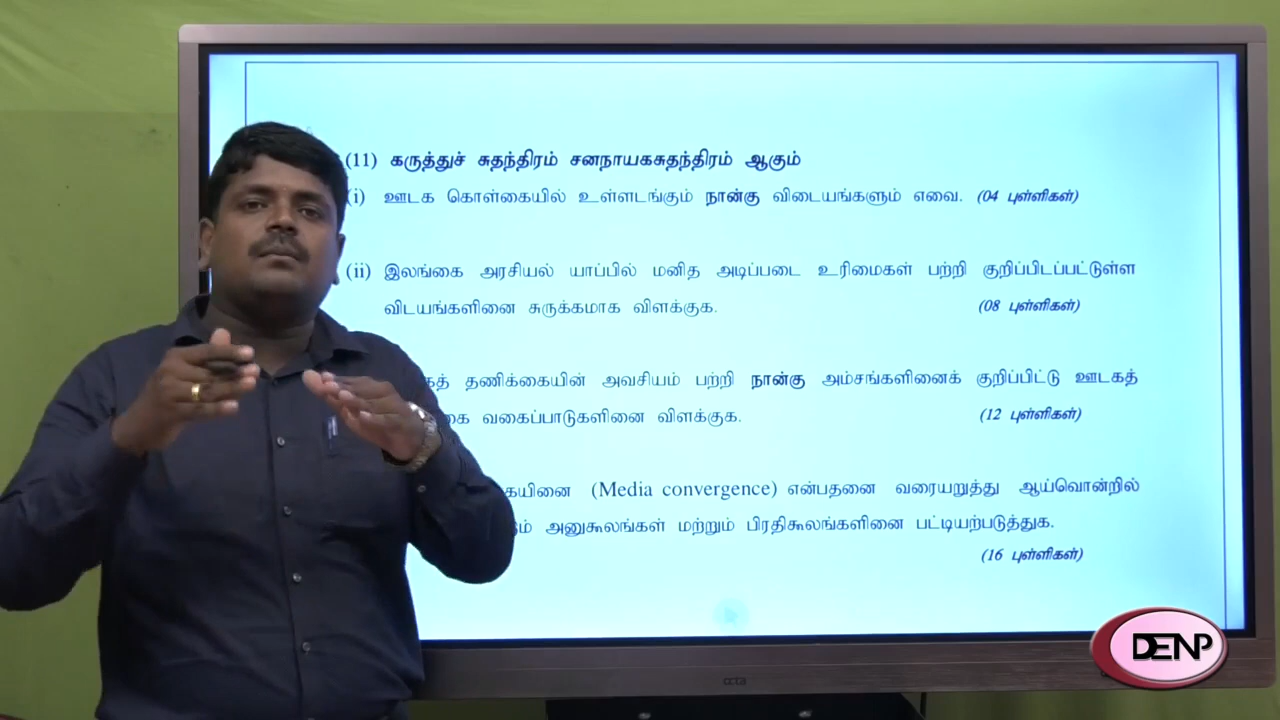 (11) கருத்துச் சுதந்திரம் சனநாயகசுதந்திரம் ஆகும்
(i) ஊடக கொள்கையில் உள்ளடங்கும் நான்கு விடையங்களும் எவை. (04 புள்ளிகள்)
(ii) இலங்கை அரசியல் யாப்பில் மனித அடிப்படை உரிமைகள் பற்றி குறிப்பிடப்பட்டுள்ள
விடயங்களினை சுருக்கமாக விளக்குக. (08 புள்ளிகள்)
தணிக்கையின் அவசியம் பற்றி நான்கு அம்சங்களினைக் குறிப்பிட்டு ஊடகத்
வகைப்பாடுகளினை விளக்குக. (12 புள்ளிகள்)
(Media convergence) என்பதனை வரையறுத்து ஆய்வொன்றில்
அனுகூலங்கள் மற்றும் பிரதிகூலங்களினை பட்டியற்படுத்துக.
(16 புள்ளிகள்)
DENP